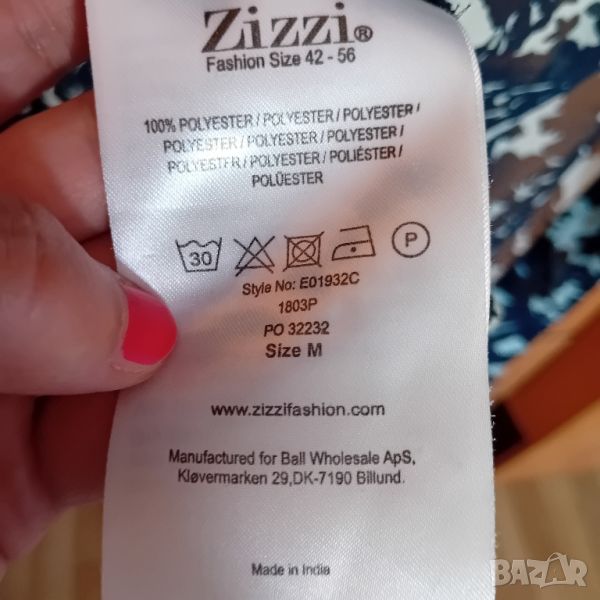 Zizzi®
Fashion Size 42 - 56
100% POLYESTER / POLYESTER / POLYESTER /
POLYESTER / POLYESTER / POLYESTER /
POLYESTER / POLYESTER / POLIÉSTER /
POLÜESTER
30 P
Style No: E01932C
1803P
PO 32232
Size M
www.zizzifashion.com
Manufactured for Ball Wholesale ApS,
Kløvermarken 29,DK-7190 Billund.
Made in India
BAZAR